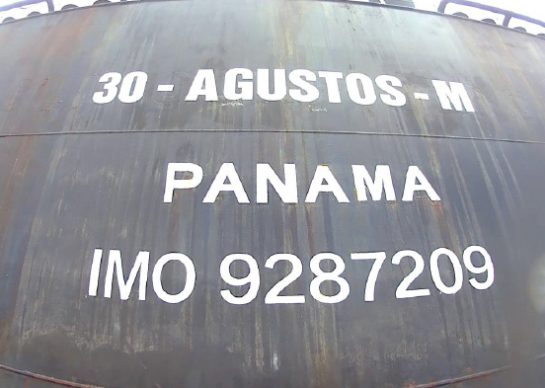 30 - AGUSTOS - M
PANAMA
IMO 9287209